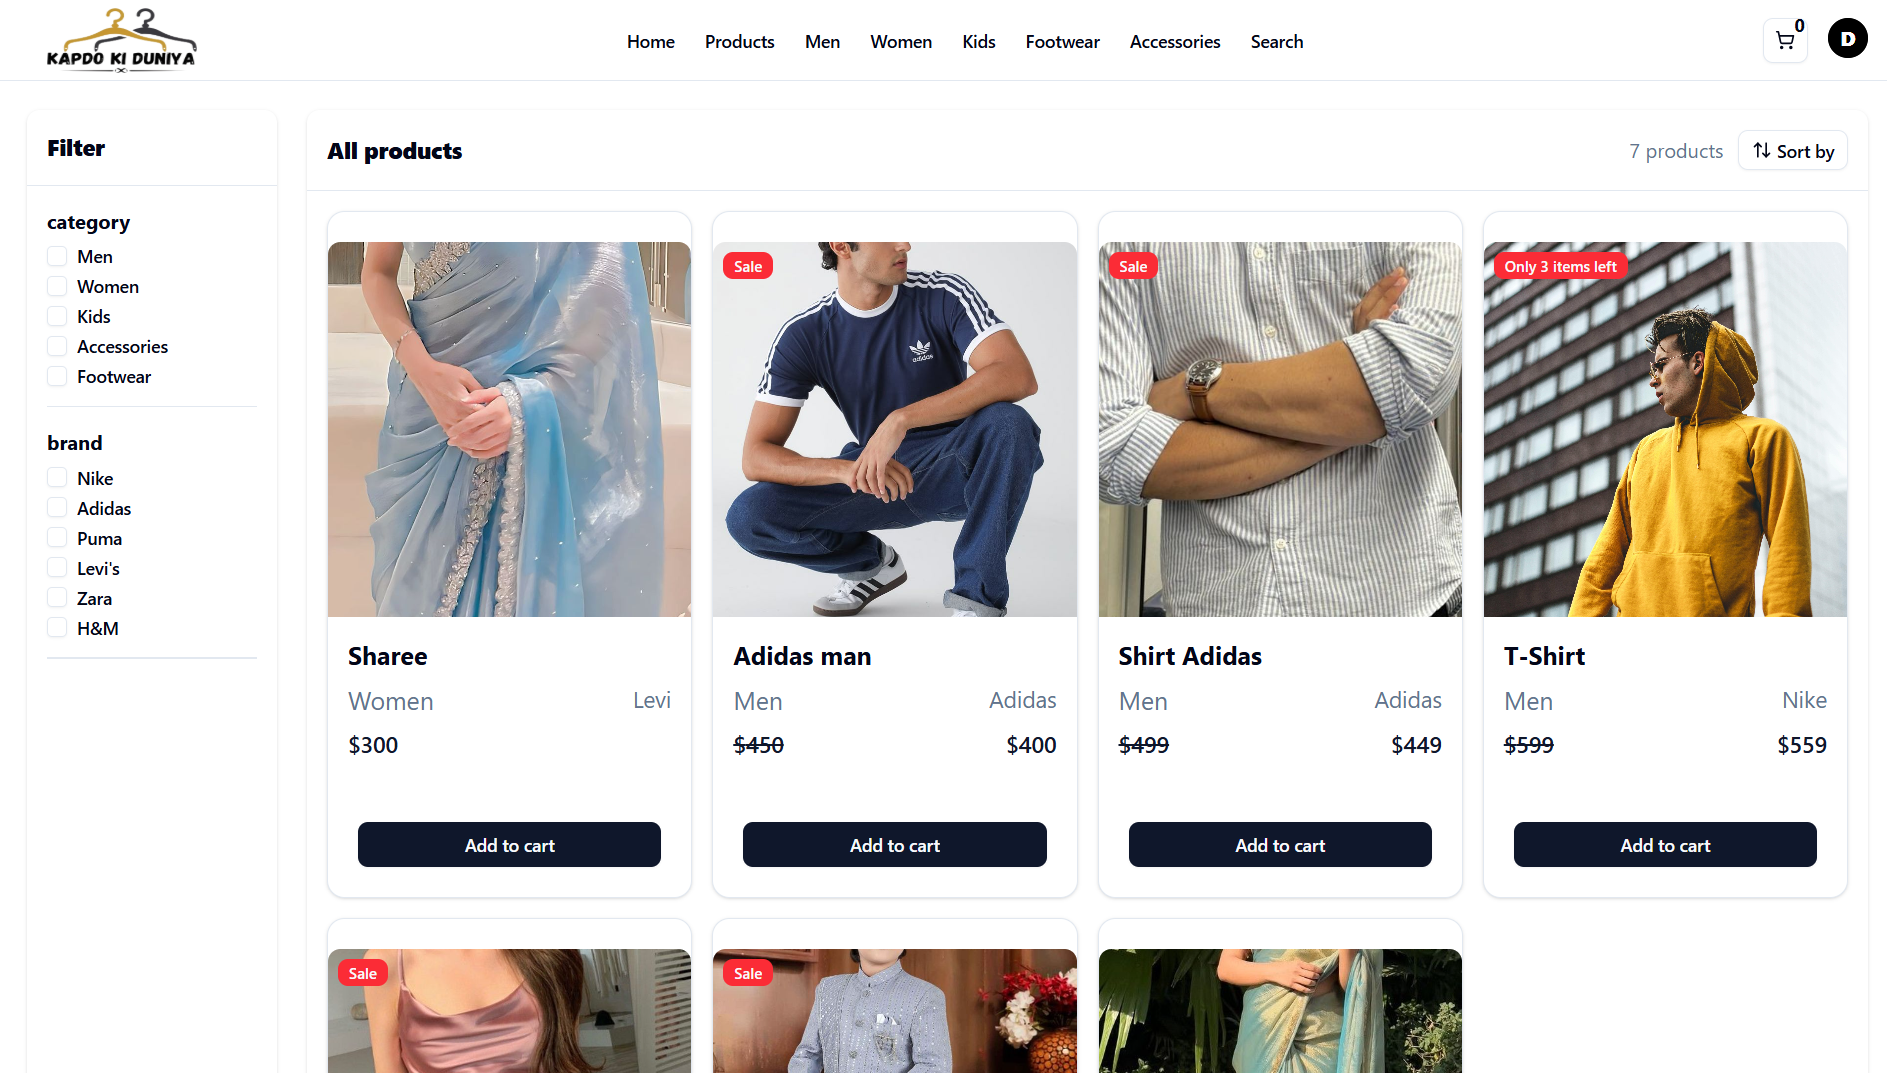 KAPDO KI DUNIYA
Home Products Men Women Kids Footwear Accessories Search
0
D
Filter
category
Men
Women
Kids
Accessories
Footwear
brand
Nike
Adidas
Puma
Levi's
Zara
H&M
All products
7 products
Sort by
Sharee
Women Levi
$300
Add to cart
Sale
adidas
Adidas man
Men Adidas
$450 $400
Add to cart
Sale
Shirt Adidas
Men Adidas
$499 $449
Add to cart
Only 3 items left
T-Shirt
Men Nike
$599 $559
Add to cart
Sale
Sale